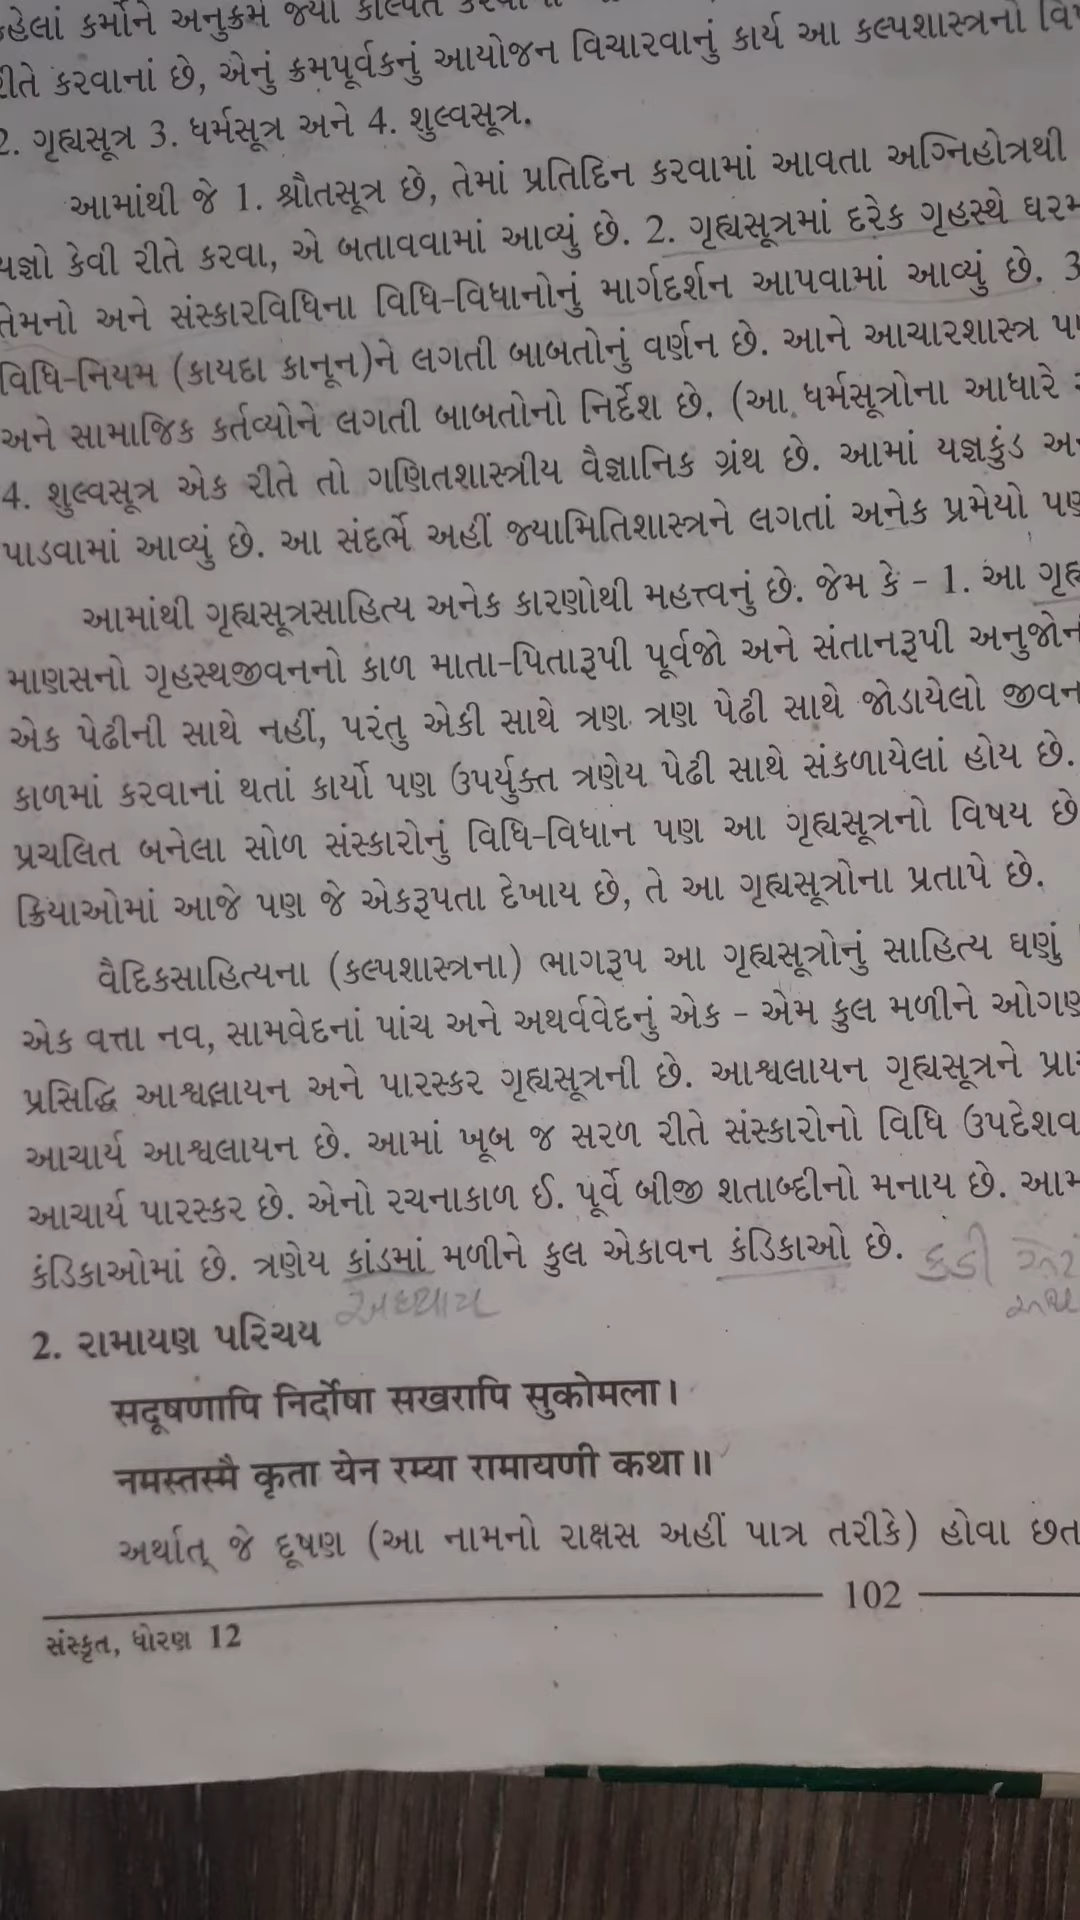 કર્મોને અનુક્રમે જ્યાં
રીતે કરવાનાં છે, એનું ક્રમપૂર્વકનું આયોજન વિચારવાનું કાર્ય આ કલ્પશાસ્ત્રનો
2. ગૃહ્યસૂત્ર 3. ધર્મસૂત્ર અને 4. શુલ્વસૂત્ર.
આમાંથી જે 1. શ્રૌતસૂત્ર છે, તેમાં પ્રતિદિન કરવામાં આવતા અગ્નિહોત્રથી
યજ્ઞો કેવી રીતે કરવા, એ બતાવવામાં આવ્યું છે. 2. ગૃહ્યસૂત્રમાં દરેક ગૃહસ્થે
તેમનો અને સંસ્કારવિધિના વિધિ-વિધાનોનું માર્ગદર્શન આપવામાં આવ્યું છે. 3
વિધિ-નિયમ (કાયદા કાનૂન)ને લગતી બાબતોનું વર્ણન છે. આને આચારશાસ્ત્ર
અને સામાજિક કર્તવ્યોને લગતી બાબતોનો નિર્દેશ છે. (આ ધર્મસૂત્રોના આધારે
4. શુલ્વસૂત્ર એક રીતે તો ગણિતશાસ્ત્રીય વૈજ્ઞાનિક ગ્રંથ છે. આમાં યજ્ઞકુંડ
પાડવામાં આવ્યું છે. આ સંદર્ભે અહીં જ્યામિતિશાસ્ત્રને લગતાં અનેક પ્રમેયો પણ
આમાંથી ગૃહ્યસૂત્રસાહિત્ય અનેક કારણોથી મહત્ત્વનું છે. જેમ કે - 1. આ
માણસનો ગૃહસ્થજીવનનો કાળ માતા-પિતારૂપી પૂર્વજો અને સંતાનરૂપી
એક પેઢીની સાથે નહીં, પરંતુ એકી સાથે ત્રણ ત્રણ પેઢી સાથે જોડાયેલો જીવન
કાળમાં કરવાનાં થતાં કાર્યો પણ ઉપર્યુક્ત ત્રણેય પેઢી સાથે સંકળાયેલાં હોય છે.
પ્રચલિત બનેલા સોળ સંસ્કારોનું વિધિ-વિધાન પણ આ ગૃહ્યસૂત્રનો વિષય છે
ક્રિયાઓમાં આજે પણ જે એકરૂપતા દેખાય છે, તે આ ગૃહ્યસૂત્રોના પ્રતાપે છે.
વૈદિકસાહિત્યના (કલ્પશાસ્ત્રના) ભાગરૂપ આ ગૃહ્યસૂત્રોનું સાહિત્ય ઘણું
એક વત્તા નવ, સામવેદનાં પાંચ અને અથર્વવેદનું એક - એમ કુલ મળીને
પ્રસિદ્ધિ આશ્વલાયન અને પારસ્કર ગૃહ્યસૂત્રની છે. આશ્વલાયન ગૃહ્યસૂત્રને
આચાર્ય આશ્વલાયન છે. આમાં ખૂબ જ સરળ રીતે સંસ્કારોનો વિધિ
આચાર્ય પારસ્કર છે. એનો રચનાકાળ ઈ. પૂર્વે બીજી શતાબ્દીનો મનાય છે.
કંડિકાઓમાં છે. ત્રણેય કાંડમાં મળીને કુલ એકાવન કંડિકાઓ છે. કડી
અધ્યાય
2. રામાયણ પરિચય
सदूषणापि निर्दोषा सखरापि सुकोमला।
नमस्तस्मै कृता येन रम्या रामायणी कथा॥
અર્થાત્ જે દૂષણ (આ નામનો રાક્ષસ અહીં પાત્ર તરીકે) હોવા
102
સંસ્કૃત, ધોરણ 12